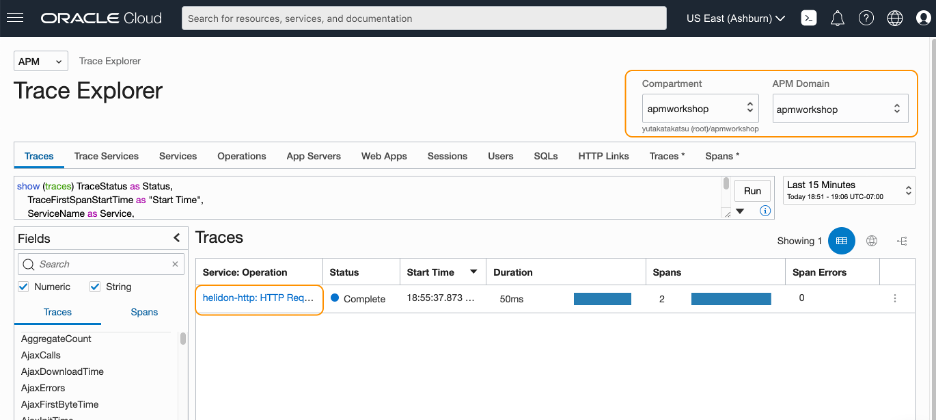 ORACLE Cloud
Search for resources, services, and documentation
US East (Ashburn)
APM
Trace Explorer
Trace Explorer
Compartment
APM Domain
apmworkshop
apmworkshop
yutakatakatsu (root)/apmworkshop
Traces Trace Services Services Operations App Servers Web Apps Sessions Users SQLs HTTP Links Traces * Spans *
show (traces) TraceStatus as Status,
TraceFirstSpanStartTime as "Start Time",
ServiceName as Service,
Run
Last 15 Minutes
Today 18:51 - 19:06 UTC-07:00
Fields
Search
Numeric String
Traces Spans
AggregateCount
AjaxCalls
AjaxDownloadTime
AjaxErrors
AjaxFirstByteTime
AjaxInitTime
Traces
Showing 1
Service: Operation Status Start Time Duration Spans Span Errors
helidon-http: HTTP Req... Complete 18:55:37.873 ... 50ms 2 0